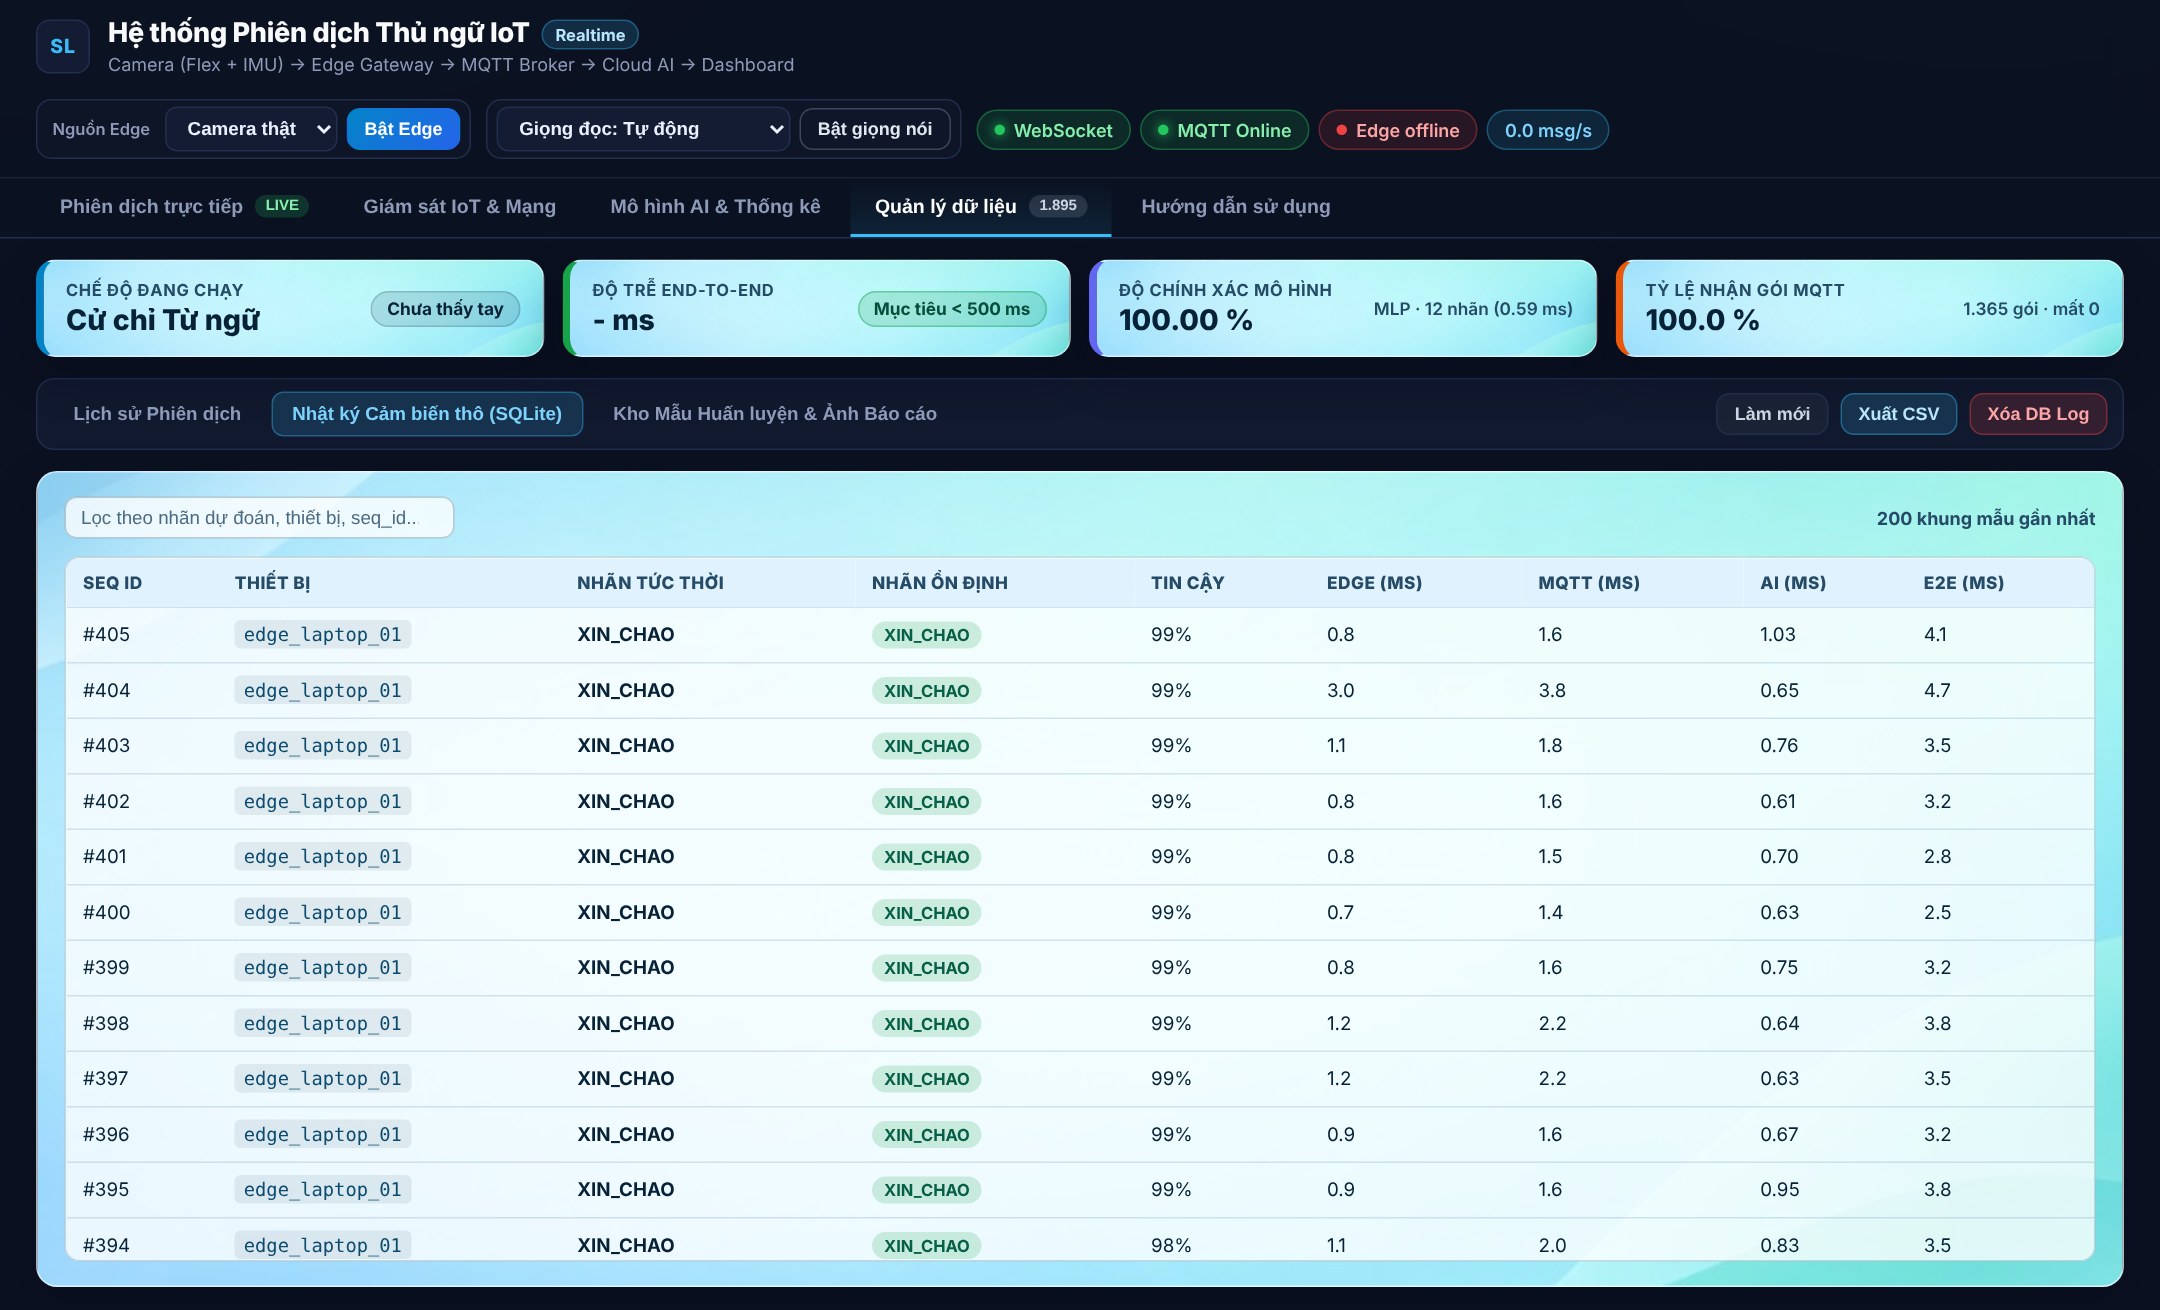 SL
Hệ thống Phiên dịch Thủ ngữ IoT Realtime
Camera (Flex + IMU) → Edge Gateway → MQTT Broker → Cloud AI → Dashboard
Nguồn Edge Camera thật Bật Edge Giọng đọc: Tự động Bật giọng nói WebSocket MQTT Online Edge offline 0.0 msg/s
Phiên dịch trực tiếp LIVE Giám sát IoT & Mạng Mô hình AI & Thống kê Quản lý dữ liệu 1.895 Hướng dẫn sử dụng
CHẾ ĐỘ ĐANG CHẠY
Cử chỉ Từ ngữ
Chưa thấy tay
ĐỘ TRỄ END-TO-END
- ms
Mục tiêu < 500 ms
ĐỘ CHÍNH XÁC MÔ HÌNH
100.00 %
MLP · 12 nhãn (0.59 ms)
TỶ LỆ NHẬN GÓI MQTT
100.0 %
1.365 gói · mất 0
Lịch sử Phiên dịch Nhật ký Cảm biến thô (SQLite) Kho Mẫu Huấn luyện & Ảnh Báo cáo Làm mới Xuất CSV Xóa DB Log
Lọc theo nhãn dự đoán, thiết bị, seq_id... 200 khung mẫu gần nhất
SEQ ID THIẾT BỊ NHÃN TỨC THỜI NHÃN ỔN ĐỊNH TIN CẬY EDGE (MS) MQTT (MS) AI (MS) E2E (MS)
#405 edge_laptop_01 XIN_CHAO XIN_CHAO 99% 0.8 1.6 1.03 4.1
#404 edge_laptop_01 XIN_CHAO XIN_CHAO 99% 3.0 3.8 0.65 4.7
#403 edge_laptop_01 XIN_CHAO XIN_CHAO 99% 1.1 1.8 0.76 3.5
#402 edge_laptop_01 XIN_CHAO XIN_CHAO 99% 0.8 1.6 0.61 3.2
#401 edge_laptop_01 XIN_CHAO XIN_CHAO 99% 0.8 1.5 0.70 2.8
#400 edge_laptop_01 XIN_CHAO XIN_CHAO 99% 0.7 1.4 0.63 2.5
#399 edge_laptop_01 XIN_CHAO XIN_CHAO 99% 0.8 1.6 0.75 3.2
#398 edge_laptop_01 XIN_CHAO XIN_CHAO 99% 1.2 2.2 0.64 3.8
#397 edge_laptop_01 XIN_CHAO XIN_CHAO 99% 1.2 2.2 0.63 3.5
#396 edge_laptop_01 XIN_CHAO XIN_CHAO 99% 0.9 1.6 0.67 3.2
#395 edge_laptop_01 XIN_CHAO XIN_CHAO 99% 0.9 1.6 0.95 3.8
#394 edge_laptop_01 XIN_CHAO XIN_CHAO 98% 1.1 2.0 0.83 3.5